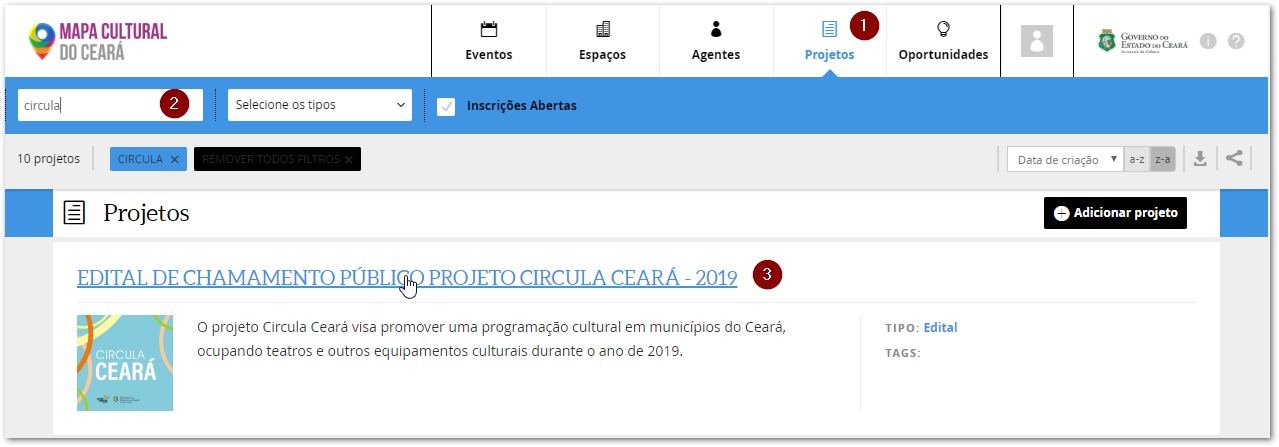 MAPA CULTURAL
DO CEARÁ
Eventos
Espaços
Agentes
1
Projetos
Oportunidades
GOVERNO DO
ESTADO DO CEARÁ
Secretaria da Cultura
i
?
circula
2
Selecione os tipos
Inscrições Abertas
10 projetos
CIRCULA ×
REMOVER TODOS FILTROS ×
Data de criação
a-z
z-a
Projetos
Adicionar projeto
EDITAL DE CHAMAMENTO PÚBLICO PROJETO CIRCULA CEARÁ - 2019
3
CIRCULA
CEARÁ
O projeto Circula Ceará visa promover uma programação cultural em municípios do Ceará,
ocupando teatros e outros equipamentos culturais durante o ano de 2019.
TIPO: Edital
TAGS: